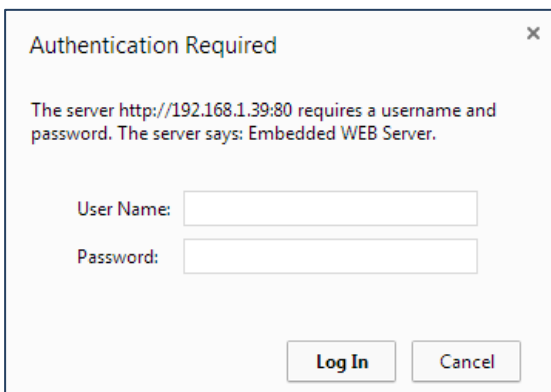 Authentication Required
The server http://192.168.1.39:80 requires a username and
password. The server says: Embedded WEB Server.
User Name:
Password:
Log In Cancel